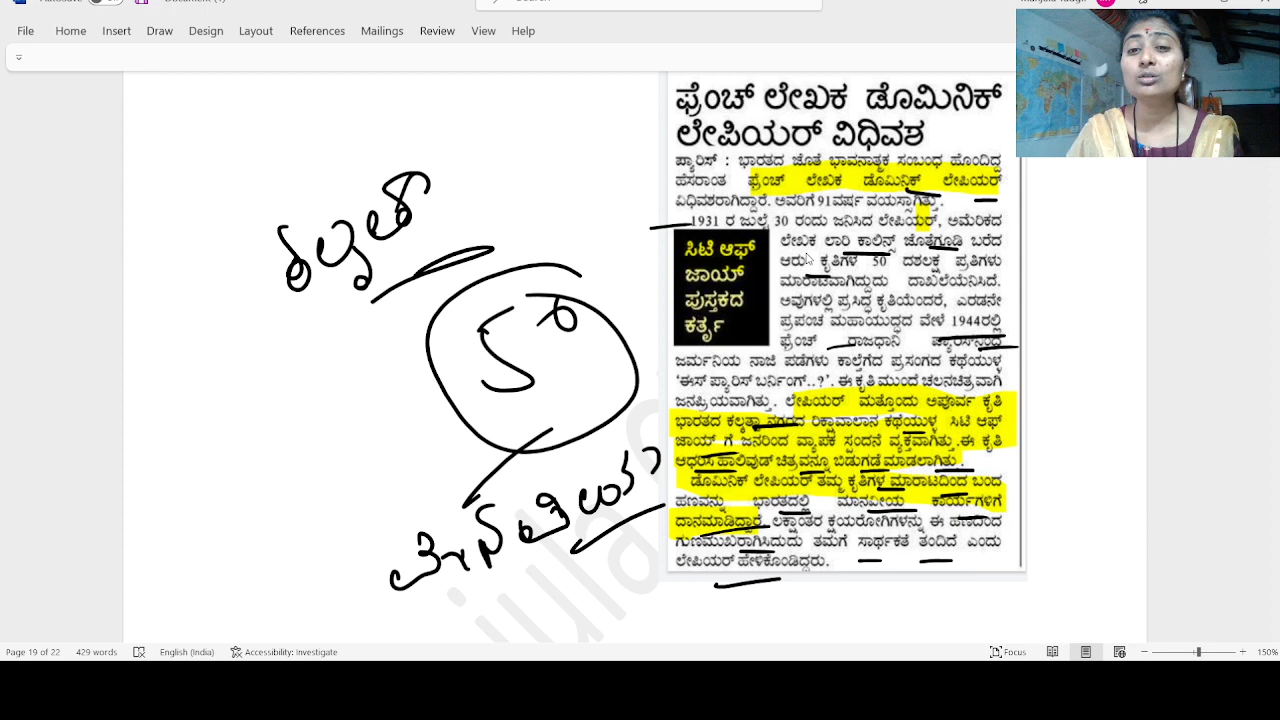 File Home Insert Draw Design Layout References Mailings Review View Help
ಫ್ರೆಂಚ್ ಲೇಖಕ ಡೊಮಿನಿಕ್
ಲೇಪಿಯರ್ ವಿಧಿವಶ
ಪ್ಯಾರಿಸ್ : ಭಾರತದ ಜೊತೆ ಭಾವನಾತ್ಮಕ ಸಂಬಂಧ ಹೊಂದಿದ್ದ
ಹೆಸರಾಂತ ಫ್ರೆಂಚ್ ಲೇಖಕ ಡೊಮಿನಿಕ್ ಲೇಪಿಯರ್
ವಿಧಿವಶರಾಗಿದ್ದಾರೆ. ಅವರಿಗೆ 91ವರ್ಷ ವಯಸ್ಸಾಗಿತ್ತು.
1931 ರ ಜುಲೈ 30 ರಂದು ಜನಿಸಿದ ಲೇಪಿಯರ್, ಅಮೆರಿಕದ
ಲೇಖಕ ಲಾರಿ ಕಾಲಿನ್ಸ್ ಜೊತೆಗೂಡಿ ಬರೆದ
ಆರು ಕೃತಿಗಳ 50 ದಶಲಕ್ಷ ಪ್ರತಿಗಳು
ಮಾರಾಟವಾಗಿದ್ದುದು ದಾಖಲೆಯೆನಿಸಿದೆ.
ಅವುಗಳಲ್ಲಿ ಪ್ರಸಿದ್ಧ ಕೃತಿಯೆಂದರೆ, ಎರಡನೇ
ಪ್ರಪಂಚ ಮಹಾಯುದ್ಧದ ವೇಳೆ 1944ರಲ್ಲಿ
ಫ್ರೆಂಚ್ ರಾಜಧಾನಿ ಪ್ಯಾರಿಸ್‌ನಿಂದ
ಸಿಟಿ ಆಫ್
ಜಾಯ್
ಪುಸ್ತಕದ
ಕರ್ತೃ
ಜರ್ಮನಿಯ ನಾಜಿ ಪಡೆಗಳು ಕಾಲ್ತೆಗೆದ ಪ್ರಸಂಗದ ಕಥೆಯುಳ್ಳ
'ಈಸ್ ಪ್ಯಾರಿಸ್ ಬರ್ನಿಂಗ್..?'. ಈ ಕೃತಿ ಮುಂದೆ ಚಲನಚಿತ್ರವಾಗಿ
ಜನಪ್ರಿಯವಾಗಿತ್ತು. ಲೇಪಿಯರ್ ಮತ್ತೊಂದು ಅಪೂರ್ವ ಕೃತಿ
ಭಾರತದ ಕಲ್ಕತ್ತಾ ನಗರದ ರಿಕ್ಷಾವಾಲಾನ ಕಥೆಯುಳ್ಳ ಸಿಟಿ ಆಫ್
ಜಾಯ್ ಗೆ ಜನರಿಂದ ವ್ಯಾಪಕ ಸ್ಪಂದನೆ ವ್ಯಕ್ತವಾಗಿತ್ತು.ಈ ಕೃತಿ
ಆಧರಿಸಿ ಹಾಲಿವುಡ್ ಚಿತ್ರವನ್ನೂ ಬಿಡುಗಡೆ ಮಾಡಲಾಗಿತ್ತು.
ಡೊಮಿನಿಕ್ ಲೇಪಿಯರ್ ತಮ್ಮ ಕೃತಿಗಳ ಮಾರಾಟದಿಂದ ಬಂದ
ಹಣವನ್ನು ಭಾರತದಲ್ಲಿ ಮಾನವೀಯ ಕಾರ್ಯಗಳಿಗೆ
ದಾನಮಾಡಿದ್ದಾರೆ. ಲಕ್ಷಾಂತರ ಕ್ಷಯರೋಗಿಗಳನ್ನು ಈ ಹಣದಿಂದ
ಗುಣಮುಖರಾಗಿಸಿದುದು ತಮಗೆ ಸಾರ್ಥಕತೆ ತಂದಿದೆ ಎಂದು
ಲೇಪಿಯರ್ ಹೇಳಿಕೊಂಡಿದ್ದರು.
50
Page 19 of 22 429 words English (India) Accessibility: Investigate Focus 150%